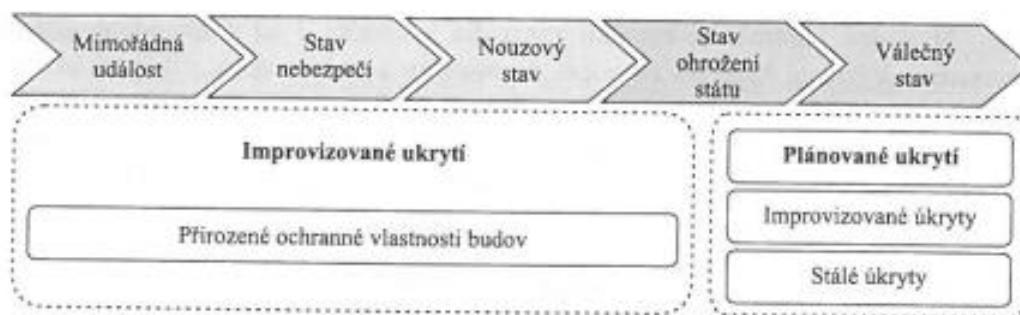 Mimořádná
událost
Stav
nebezpečí
Nouzový
stav
Stav
ohrožení
státu
Válečný
stav
Improvizované ukrytí
Přirozené ochranné vlastnosti budov
Plánované ukrytí
Improvizované úkryty
Stálé úkryty